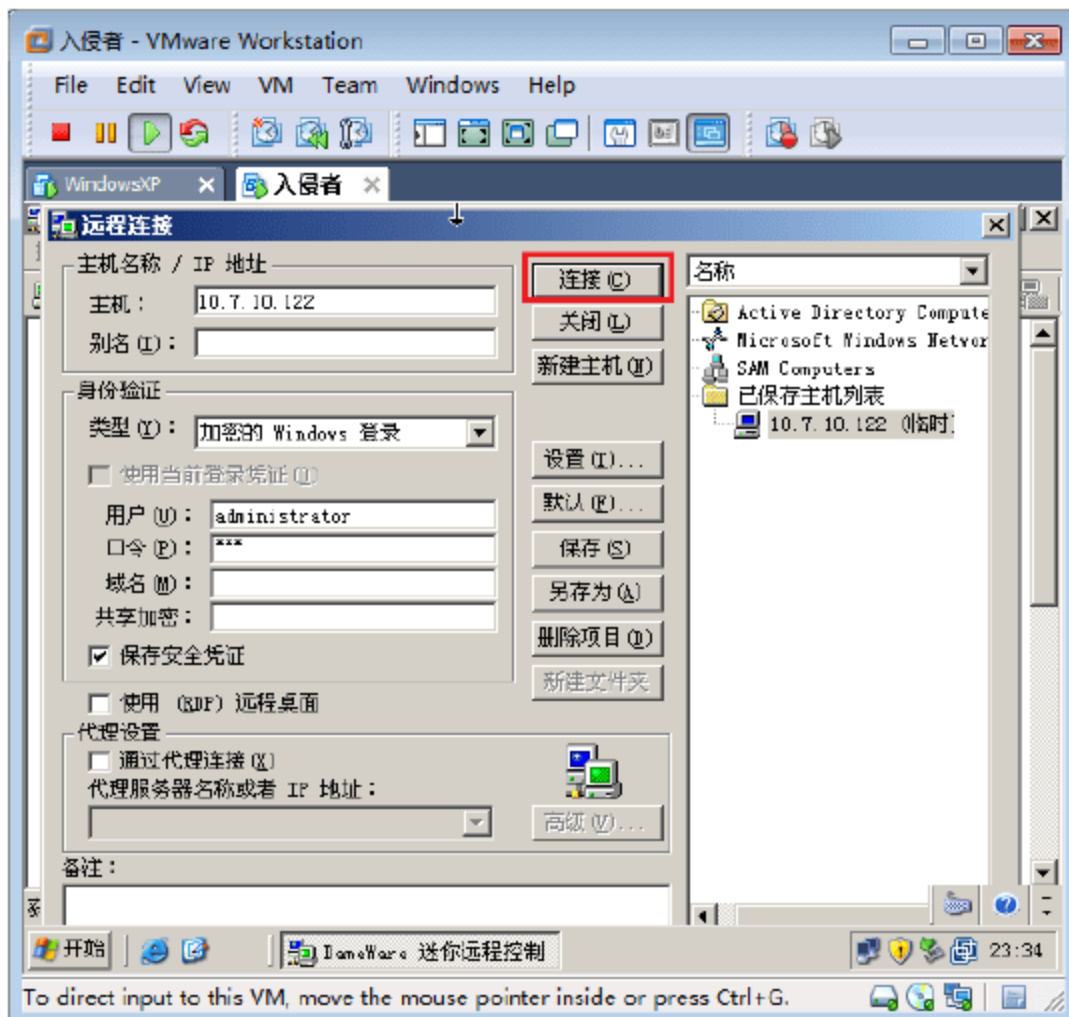 入侵者 - VMware Workstation
File Edit View VM Team Windows Help
WindowsXP
入侵者
远程连接
主机名称 / IP 地址
主机：
10.7.10.122
别名(I)：
身份验证
类型(Y)：
加密的 Windows 登录
使用当前登录凭证(I)
用户(U)：
administrator
口令(P)：
***
域名(M)：
共享加密：
保存安全凭证
使用 (RDP) 远程桌面
代理设置
通过代理连接(X)
代理服务器名称或者 IP 地址：
备注：
连接(C)
关闭(L)
新建主机(N)
设置(T)...
默认(F)...
保存(S)
另存为(A)
删除项目(D)
新建文件夹
高级(V)...
名称
Active Directory Compute
Microsoft Windows Networ
SAM Computers
已保存主机列表
10.7.10.122 (临时)
开始
DameWare 迷你远程控制
23:34
To direct input to this VM, move the mouse pointer inside or press Ctrl+G.